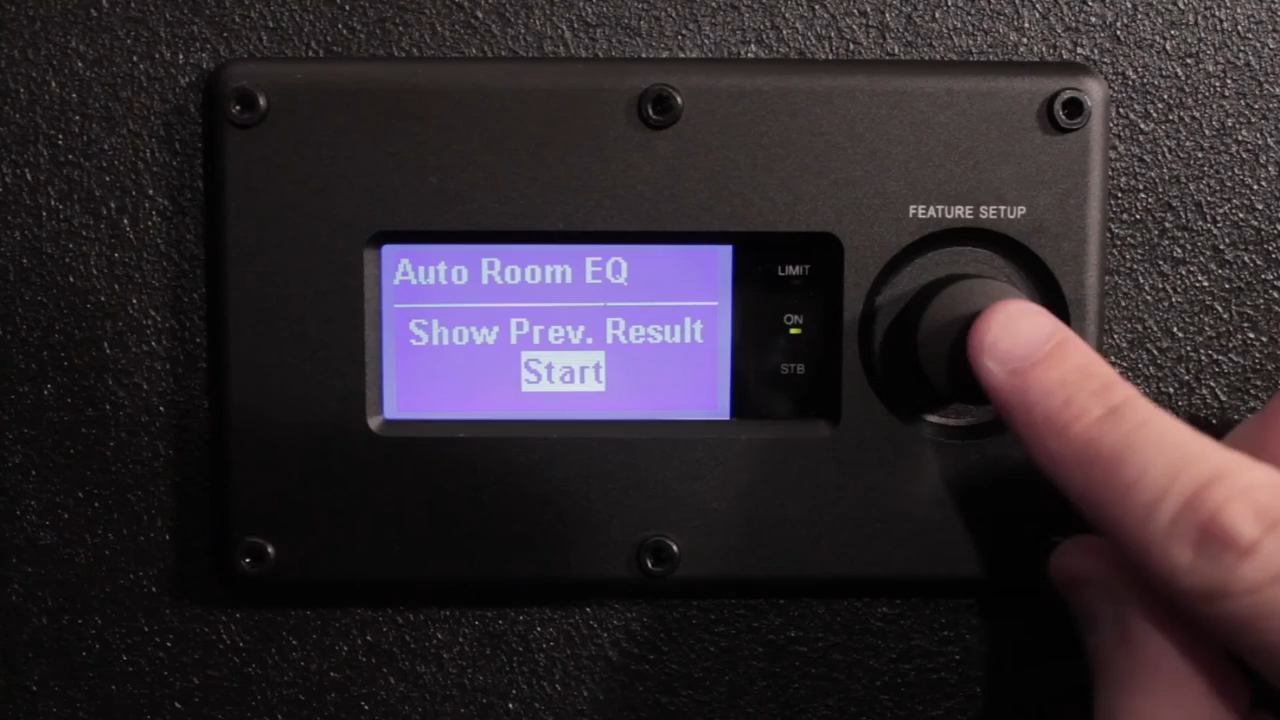 FEATURE SETUP
Auto Room EQ
Show Prev. Result
Start
LIMIT
ON
STB